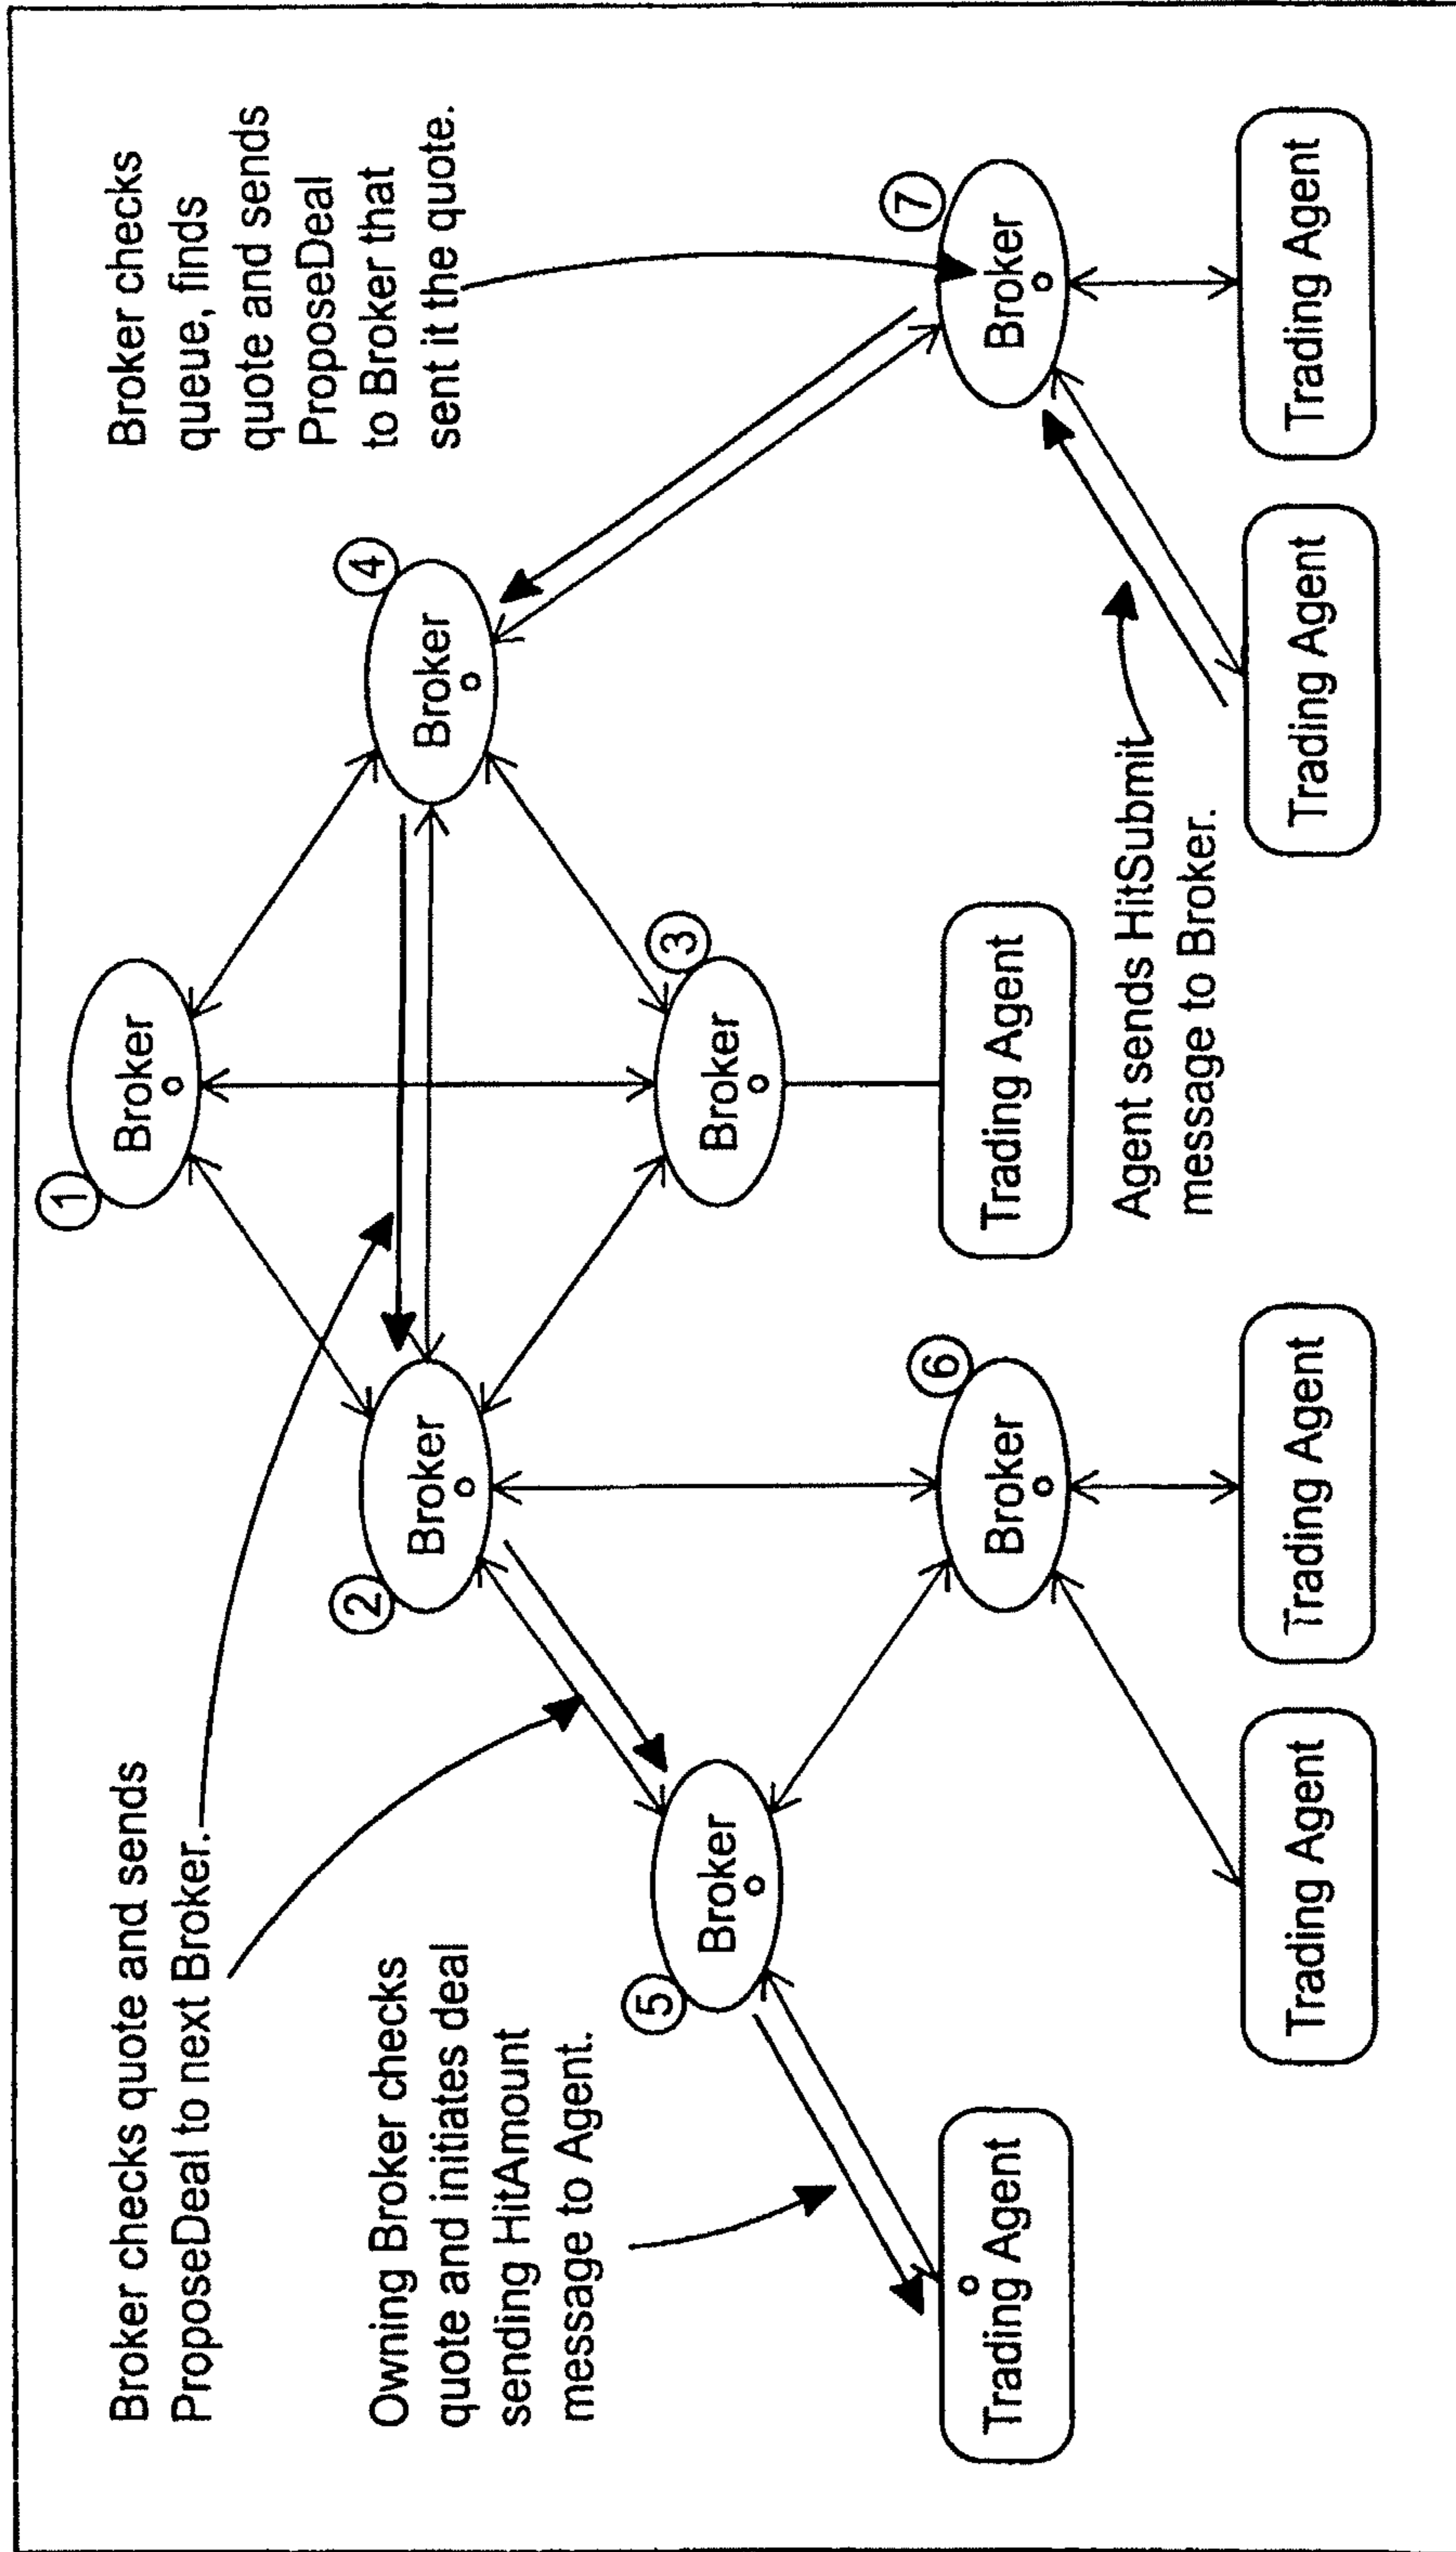 Broker checks quote and sends
ProposeDeal to next Broker.
1
Broker
Broker checks
queue, finds
quote and sends
ProposeDeal
to Broker that
sent it the quote.
Owning Broker checks
quote and initiates deal
sending HitAmount
message to Agent.
2
Broker
4
Broker
5
Broker
3
Broker
6
Broker
7
Broker
Trading Agent
Trading Agent
Agent sends HitSubmit
message to Broker.
Trading Agent
Trading Agent
Trading Agent
Trading Agent